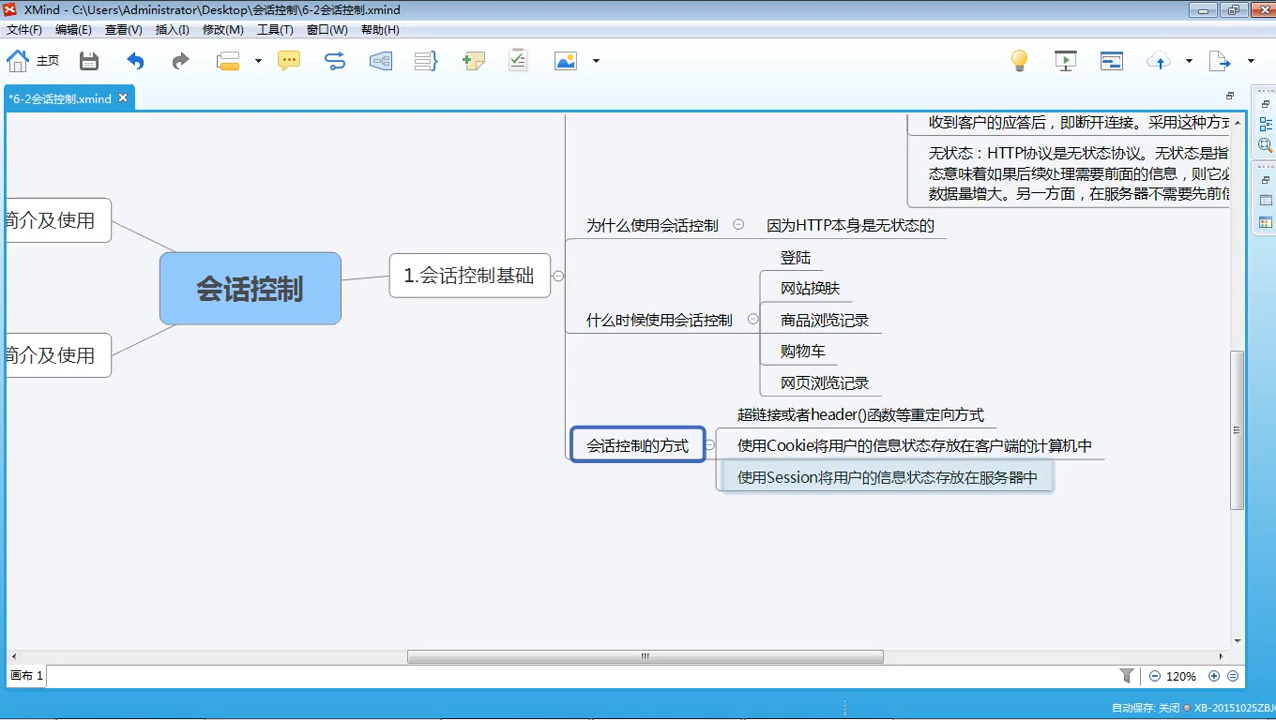 XMind - C:\Users\Administrator\Desktop\会话控制\6-2会话控制.xmind
文件(F) 编辑(E) 查看(V) 插入(I) 修改(M) 工具(T) 窗口(W) 帮助(H)
主页
*6-2会话控制.xmind
收到客户的应答后，即断开连接。采用这种方式
无状态：HTTP协议是无状态协议。无状态是指
态意味着如果后续处理需要前面的信息，则它必
数据量增大。另一方面，在服务器不需要先前信
简介及使用
为什么使用会话控制
因为HTTP本身是无状态的
登陆
会话控制
1.会话控制基础
网站换肤
什么时候使用会话控制
商品浏览记录
简介及使用
购物车
网页浏览记录
超链接或者header()函数等重定向方式
会话控制的方式
使用Cookie将用户的信息状态存放在客户端的计算机中
使用Session将用户的信息状态存放在服务器中
画布 1
120%
自动保存: 关闭 XB-20151025ZBJ